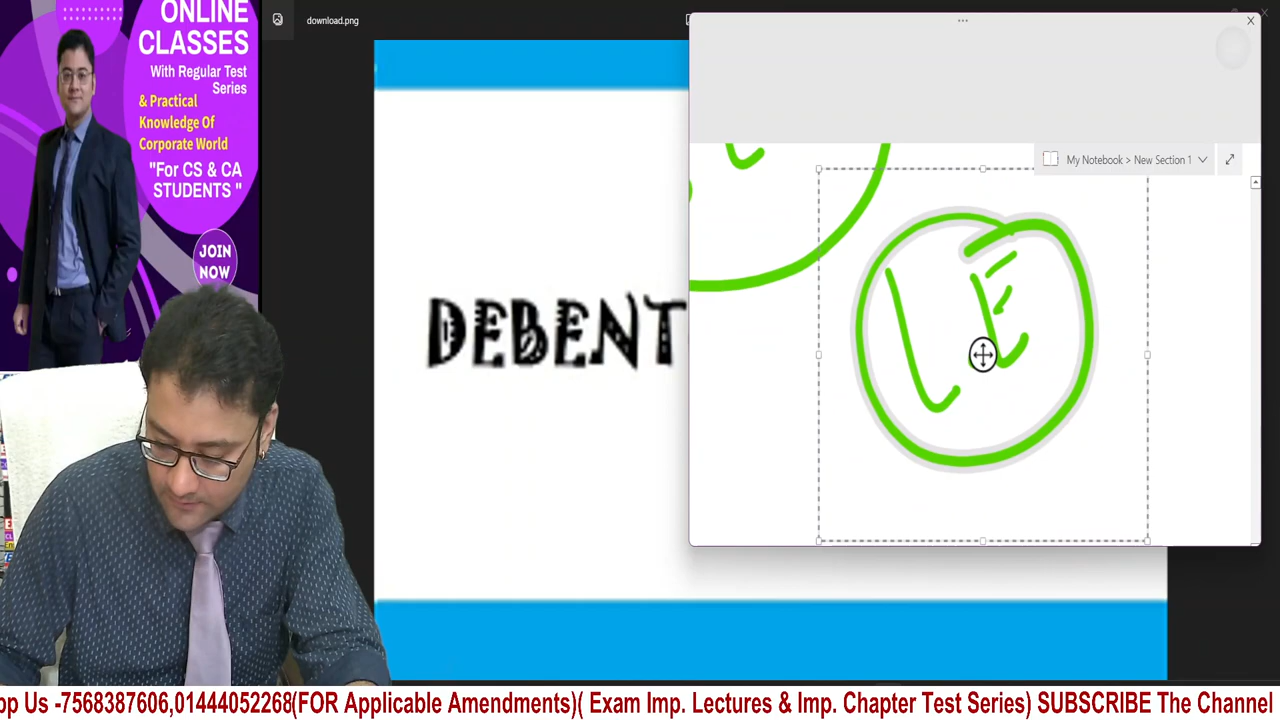 ONLINE
CLASSES
With Regular Test
Series
& Practical
Knowledge Of
Corporate World
"For CS & CA
STUDENTS "
JOIN
NOW
download.png
DEBENT
My Notebook > New Section 1
LE
pp Us -7568387606,01444052268(FOR Applicable Amendments)( Exam Imp. Lectures & Imp. Chapter Test Series) SUBSCRIBE The Channel